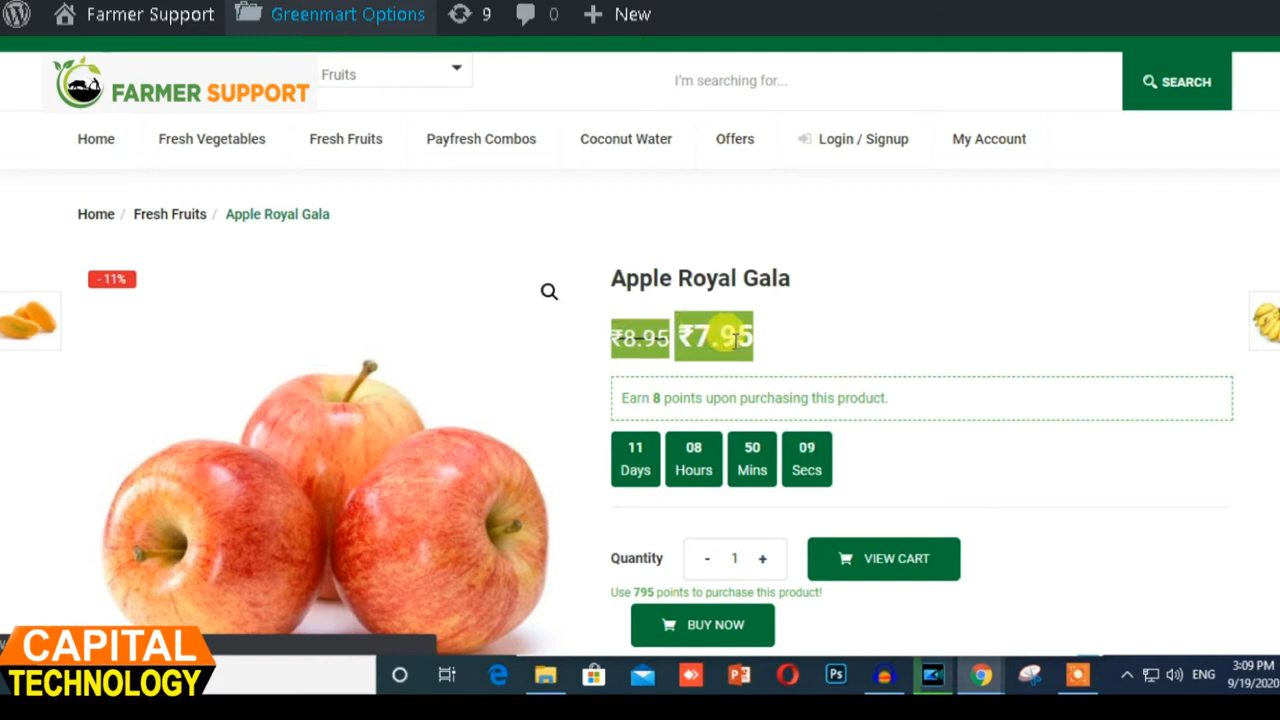 Farmer Support Greenmart Options 9 0 New
FARMER SUPPORT
Fruits
I'm searching for...
SEARCH
Home Fresh Vegetables Fresh Fruits Payfresh Combos Coconut Water Offers Login / Signup My Account
Home / Fresh Fruits / Apple Royal Gala
- 11%
Apple Royal Gala
₹8.95 ₹7.95
Earn 8 points upon purchasing this product.
11 08 50 09
Days Hours Mins Secs
Quantity - 1 + VIEW CART
Use 795 points to purchase this product!
BUY NOW
CAPITAL
TECHNOLOGY
Ps
ENG
3:09 PM
9/19/2020